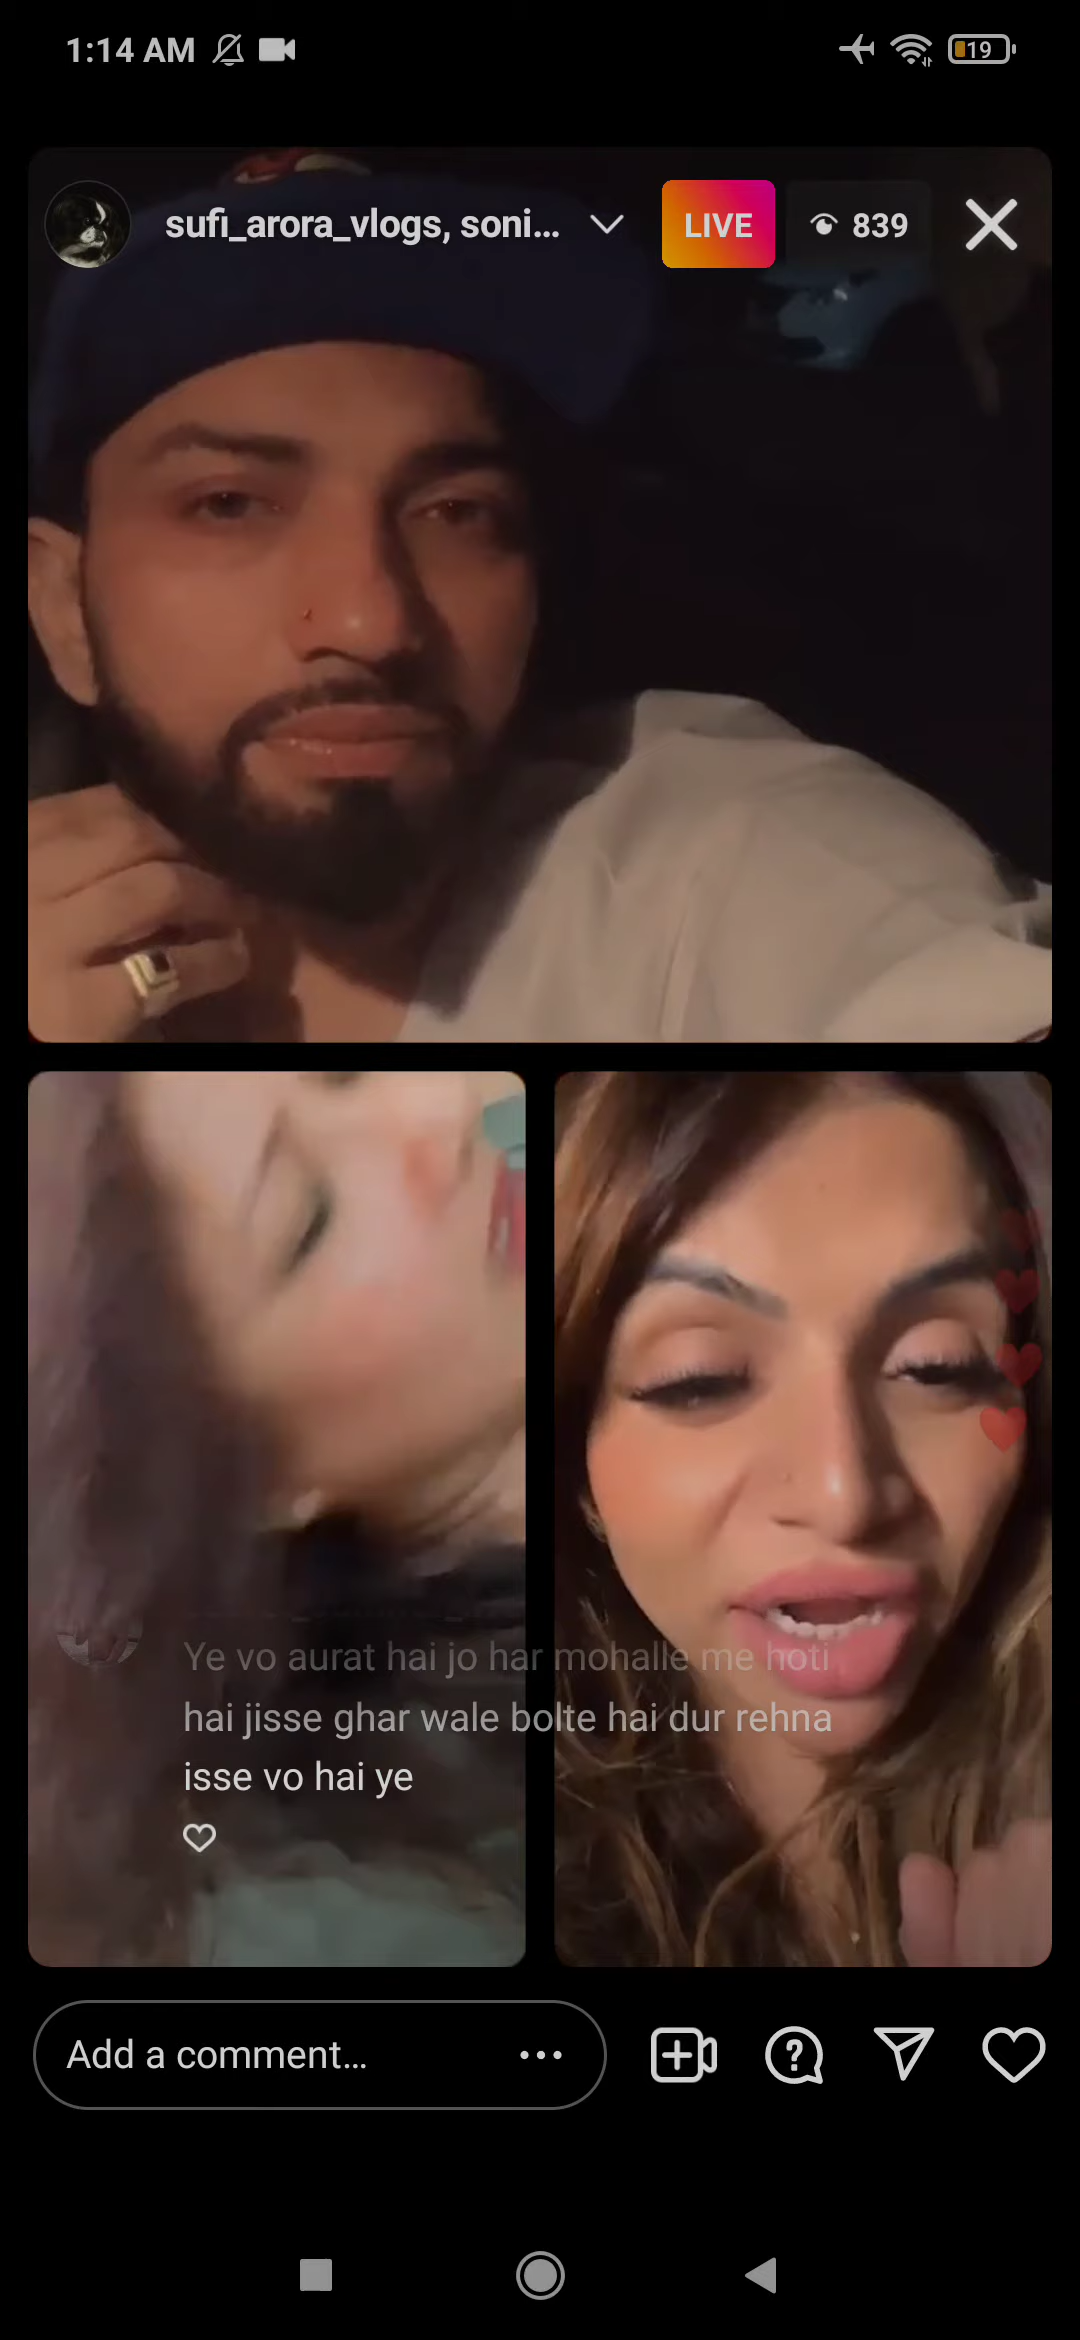 1:14 AM
19
sufi_arora_vlogs, soni...
LIVE
839
Ye vo aurat hai jo har mohalle me hoti
hai jisse ghar wale bolte hai dur rehna
isse vo hai ye
Add a comment...